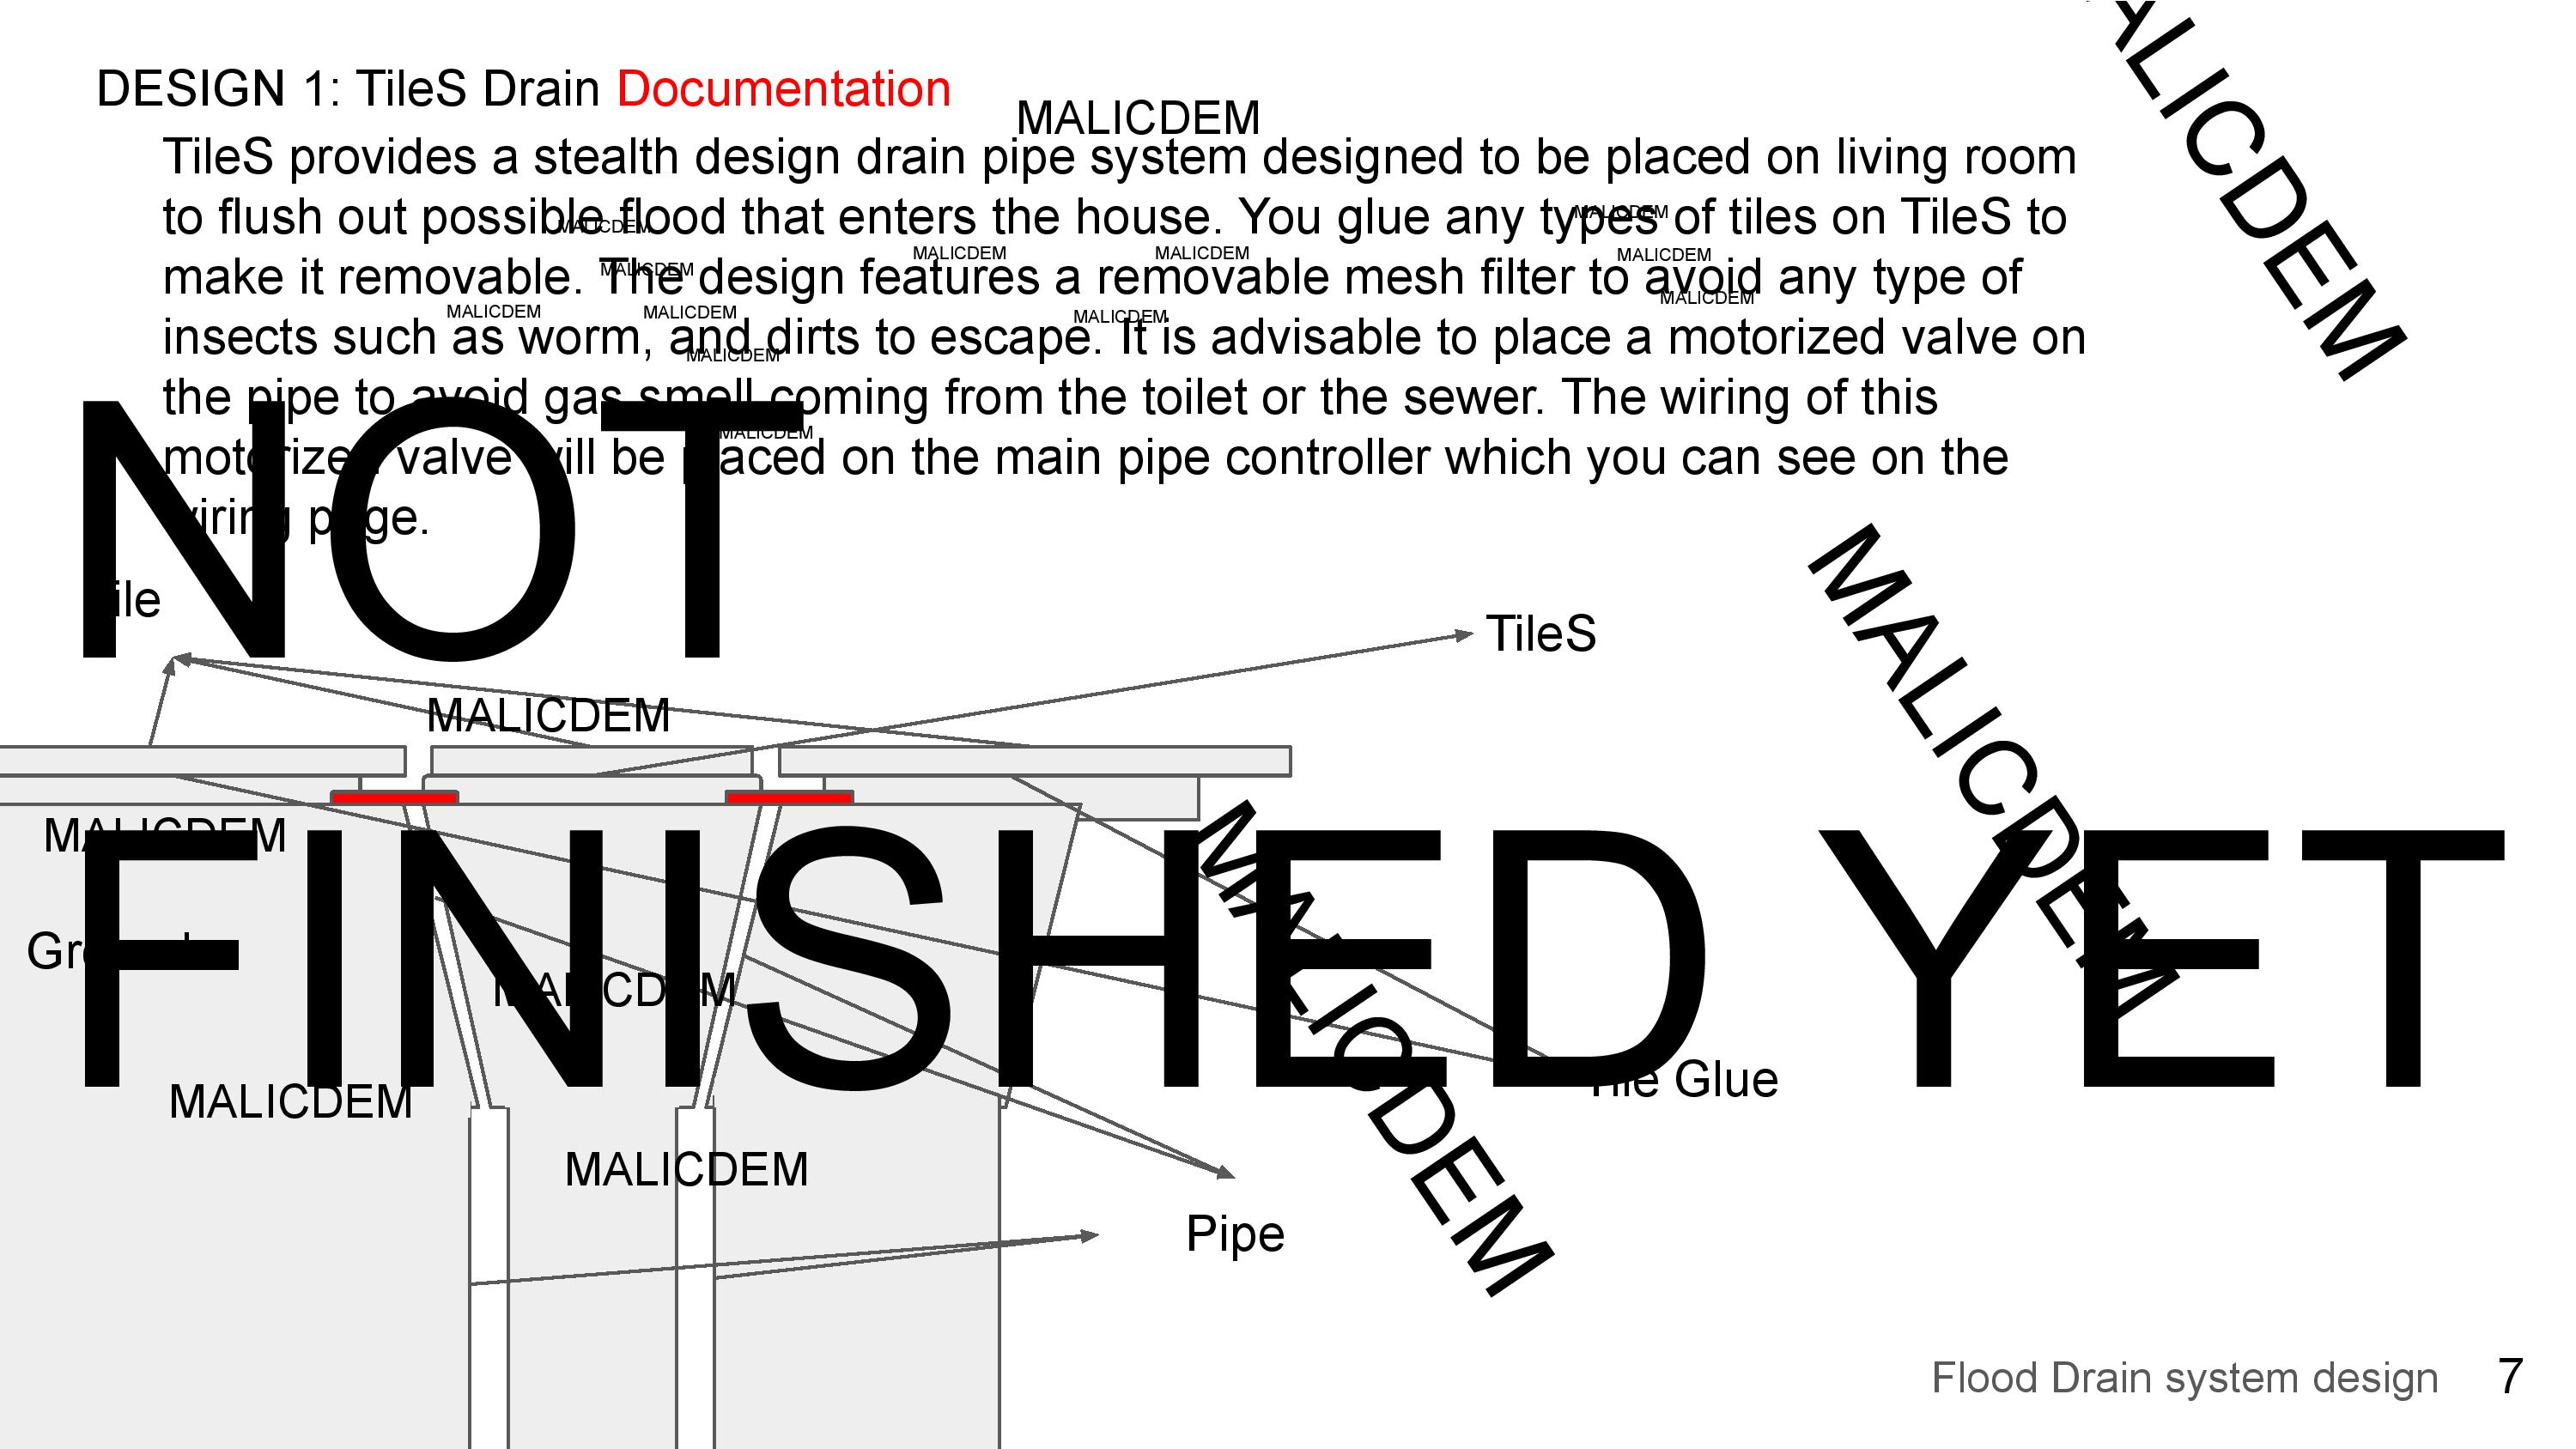 DESIGN 1: TileS Drain Documentation
MALICDEM
MALICDEM
TileS provides a stealth design drain pipe system designed to be placed on living room
to flush out possible flood that enters the house. You glue any types of tiles on TileS to
MALICDEM
MALICDEM
make it removable. The design features a removable mesh filter to avoid any type of
MALICDEM
MALICDEM
MALICDEM
MALICDEM
insects such as worm, and dirts to escape. It is advisable to place a motorized valve on
MALICDEM
MALICDEM
MALICDEM
MALICDEM
MALICDEM
the pipe to avoid gas smell coming from the toilet or the sewer. The wiring of this
MALICDEM
motorized valve will be placed on the main pipe controller which you can see on the
wiring page.
NOT
Tile
TileS
MALICDEM
MALICDEM
MALICDEM
FINISHED YET
MALICDEM
MALICDEM
MALICDEM
Tile Glue
MALICDEM
Pipe
Flood Drain system design 7